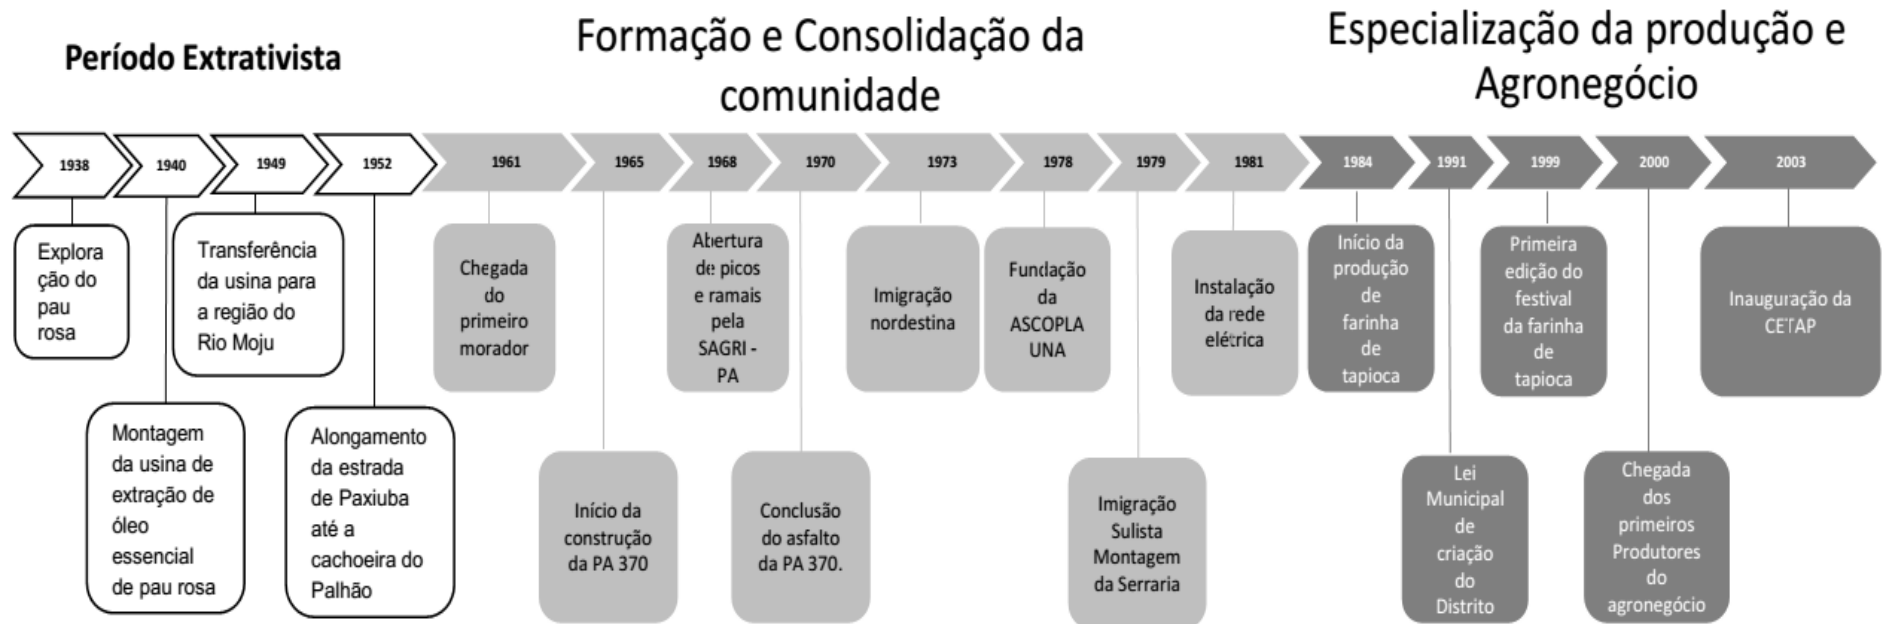 Período Extrativista
Formação e Consolidação da
comunidade
Especialização da produção e
Agronegócio
1938
1940
1949
1952
1961
1965
1968
1970
1973
1978
1979
1981
1984
1991
1999
2000
2003
Explora
ção do
pau
rosa
Montagem
da usina de
extração de
óleo
essencial
de pau rosa
Transferência
da usina para
a região do
Rio Moju
Alongamento
da estrada
de Paxiuba
até a
cachoeira do
Palhão
Chegada
do
primeiro
morador
Início da
construção
da PA 370
Abertura
de picos
e ramais
pela
SAGRI -
PA
Conclusão
do asfalto
da PA 370.
Imigração
nordestina
Fundação
da
ASCOPLA
UNA
Imigração
Sulista
Montagem
da Serraria
Instalação
da rede
elétrica
Início da
produção
de
farinha
de
tapioca
Lei
Municipal
de
criação
do
Distrito
Primeira
edição do
festival
da farinha
de
tapioca
Chegada
dos
primeiros
Produtores
do
agronegócio
Inauguração da
CETAP